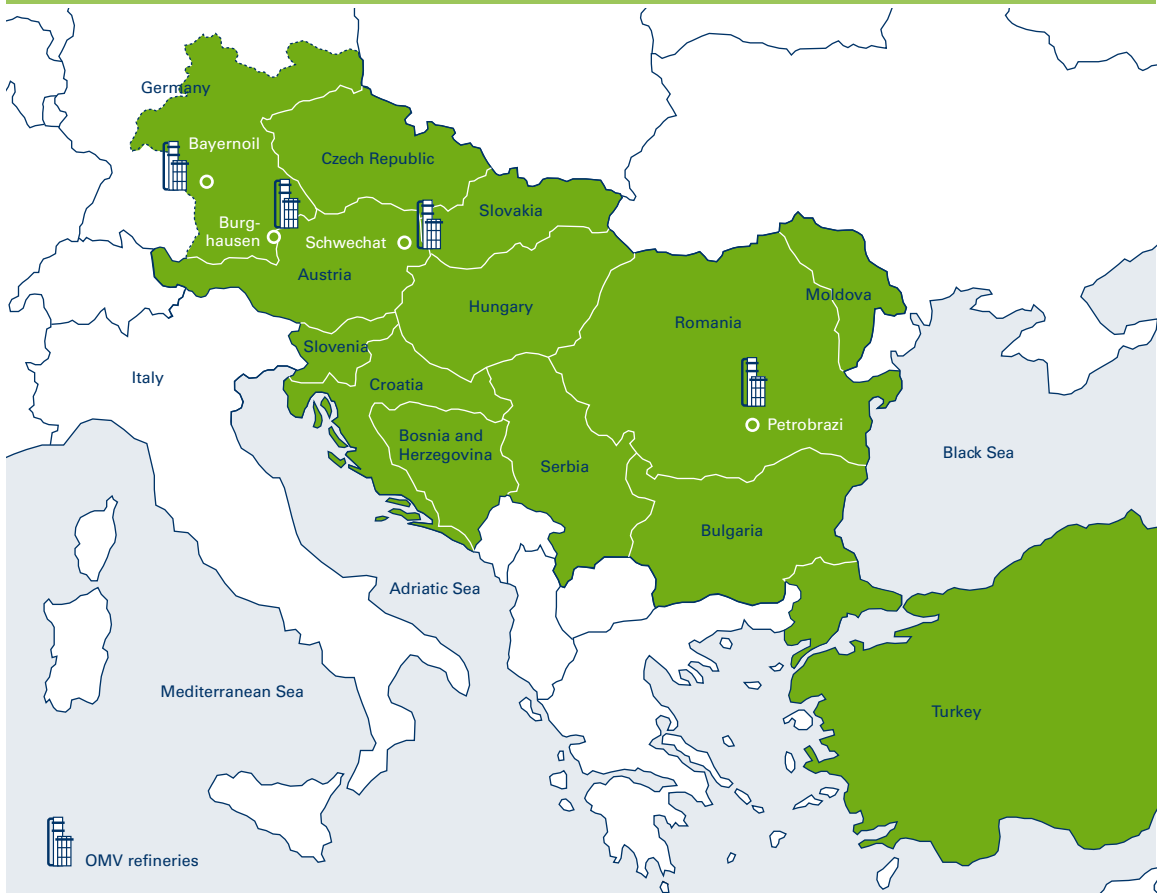 Germany
Bayernoil
Czech Republic
Slovakia
Burg-
hausen
Schwechat
Austria
Hungary
Moldova
Romania
Slovenia
Italy
Croatia
Petrobrazi
Bosnia and
Herzegovina
Serbia
Black Sea
Bulgaria
Adriatic Sea
Mediterranean Sea
Turkey
OMV refineries